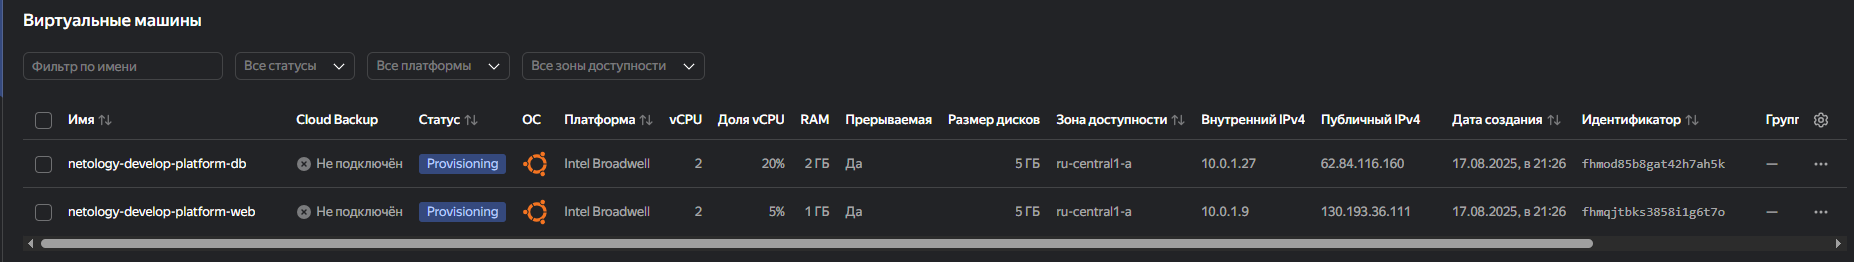 Виртуальные машины
Фильтр по имени Все статусы Все платформы Все зоны доступности
Имя Cloud Backup Статус ОС Платформа vCPU Доля vCPU RAM Прерываемая Размер дисков Зона доступности Внутренний IPv4 Публичный IPv4 Дата создания Идентификатор Групп
netology-develop-platform-db Не подключён Provisioning Intel Broadwell 2 20% 2 ГБ Да 5 ГБ ru-central1-a 10.0.1.27 62.84.116.160 17.08.2025, в 21:26 fhmod85b8gat42h7ah5k —
netology-develop-platform-web Не подключён Provisioning Intel Broadwell 2 5% 1 ГБ Да 5 ГБ ru-central1-a 10.0.1.9 130.193.36.111 17.08.2025, в 21:26 fhmqjtbks3858i1g6t7o —